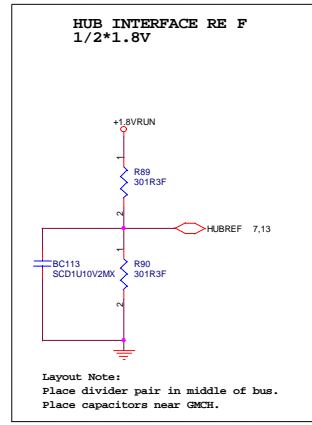 HUB INTERFACE RE F
1/2*1.8V
+1.8VRUN
1
R89
301R3F
2
HUBREF 7,13
1
BC113
SCD1U10V2MX
R90
301R3F
2
Layout Note:
Place divider pair in middle of bus.
Place capacitors near GMCH.